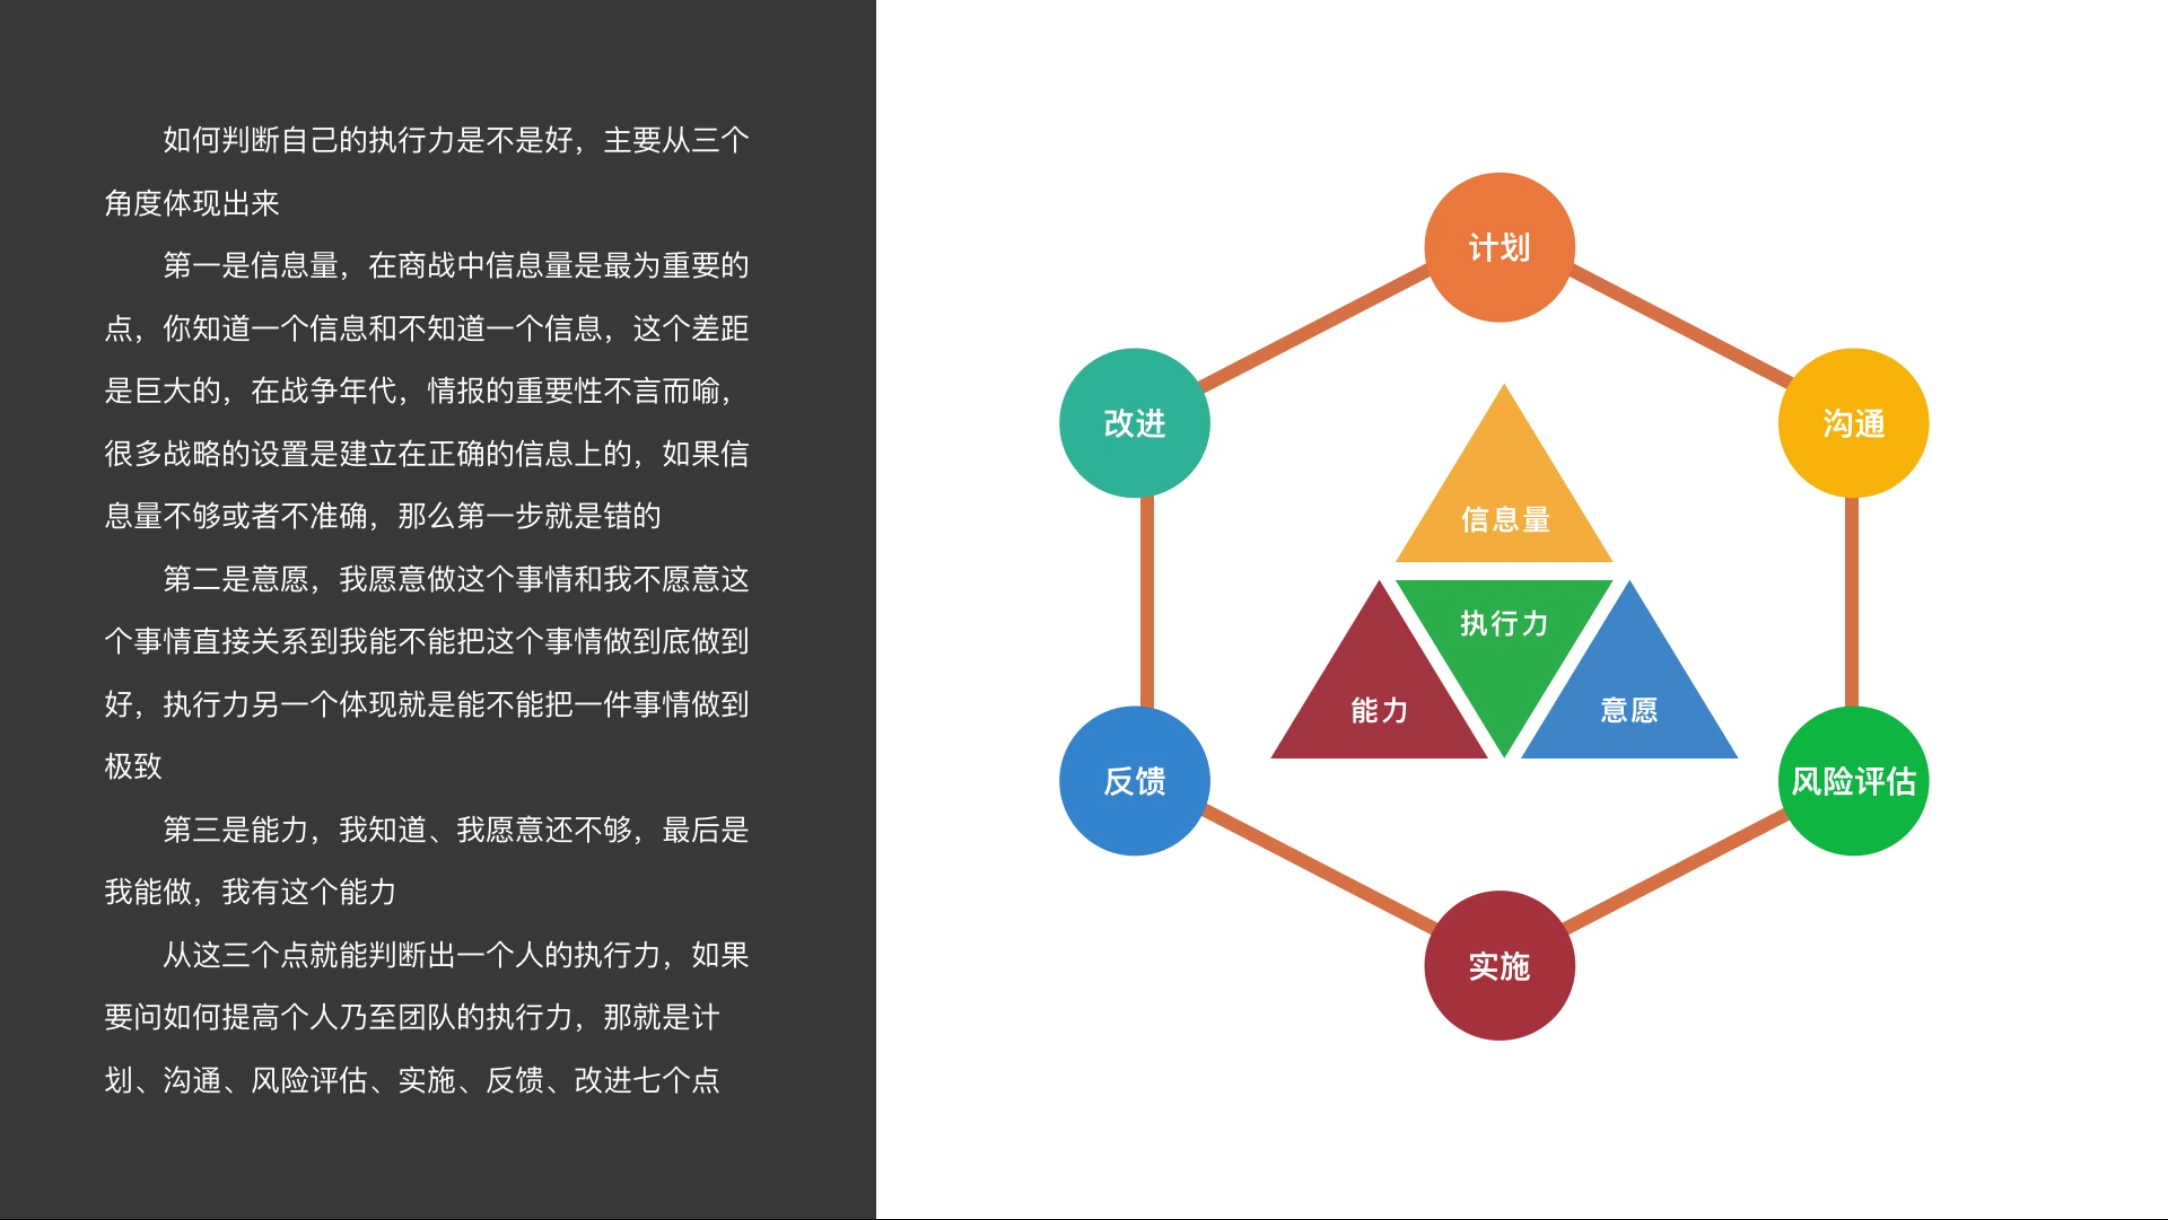 如何判断自己的执行力是不是好，主要从三个
角度体现出来
第一是信息量，在商战中信息量是最为重要的
点，你知道一个信息和不知道一个信息，这个差距
是巨大的，在战争年代，情报的重要性不言而喻，
很多战略的设置是建立在正确的信息上的，如果信
息量不够或者不准确，那么第一步就是错的
第二是意愿，我愿意做这个事情和我不愿意这
个事情直接关系到我能不能把这个事情做到底做到
好，执行力另一个体现就是能不能把一件事情做到
极致
第三是能力，我知道、我愿意还不够，最后是
我能做，我有这个能力
从这三个点就能判断出一个人的执行力，如果
要问如何提高个人乃至团队的执行力，那就是计
划、沟通、风险评估、实施、反馈、改进七个点
计划
改进
沟通
信息量
执行力
能力
意愿
反馈
风险评估
实施